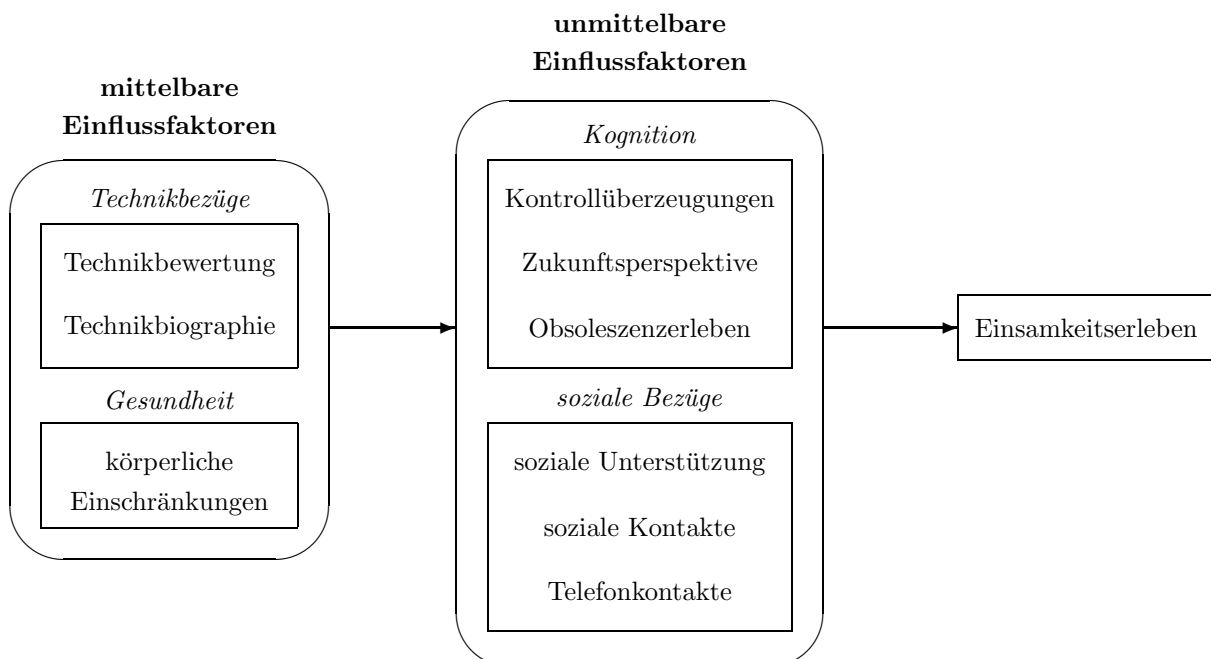 mittelbare
Einflussfaktoren
Technikbezüge
Technikbewertung
Technikbiographie
Gesundheit
körperliche
Einschränkungen
unmittelbare
Einflussfaktoren
Kognition
Kontrollüberzeugungen
Zukunftsperspektive
Obsoleszenzerleben
soziale Bezüge
soziale Unterstützung
soziale Kontakte
Telefonkontakte
Einsamkeitserleben